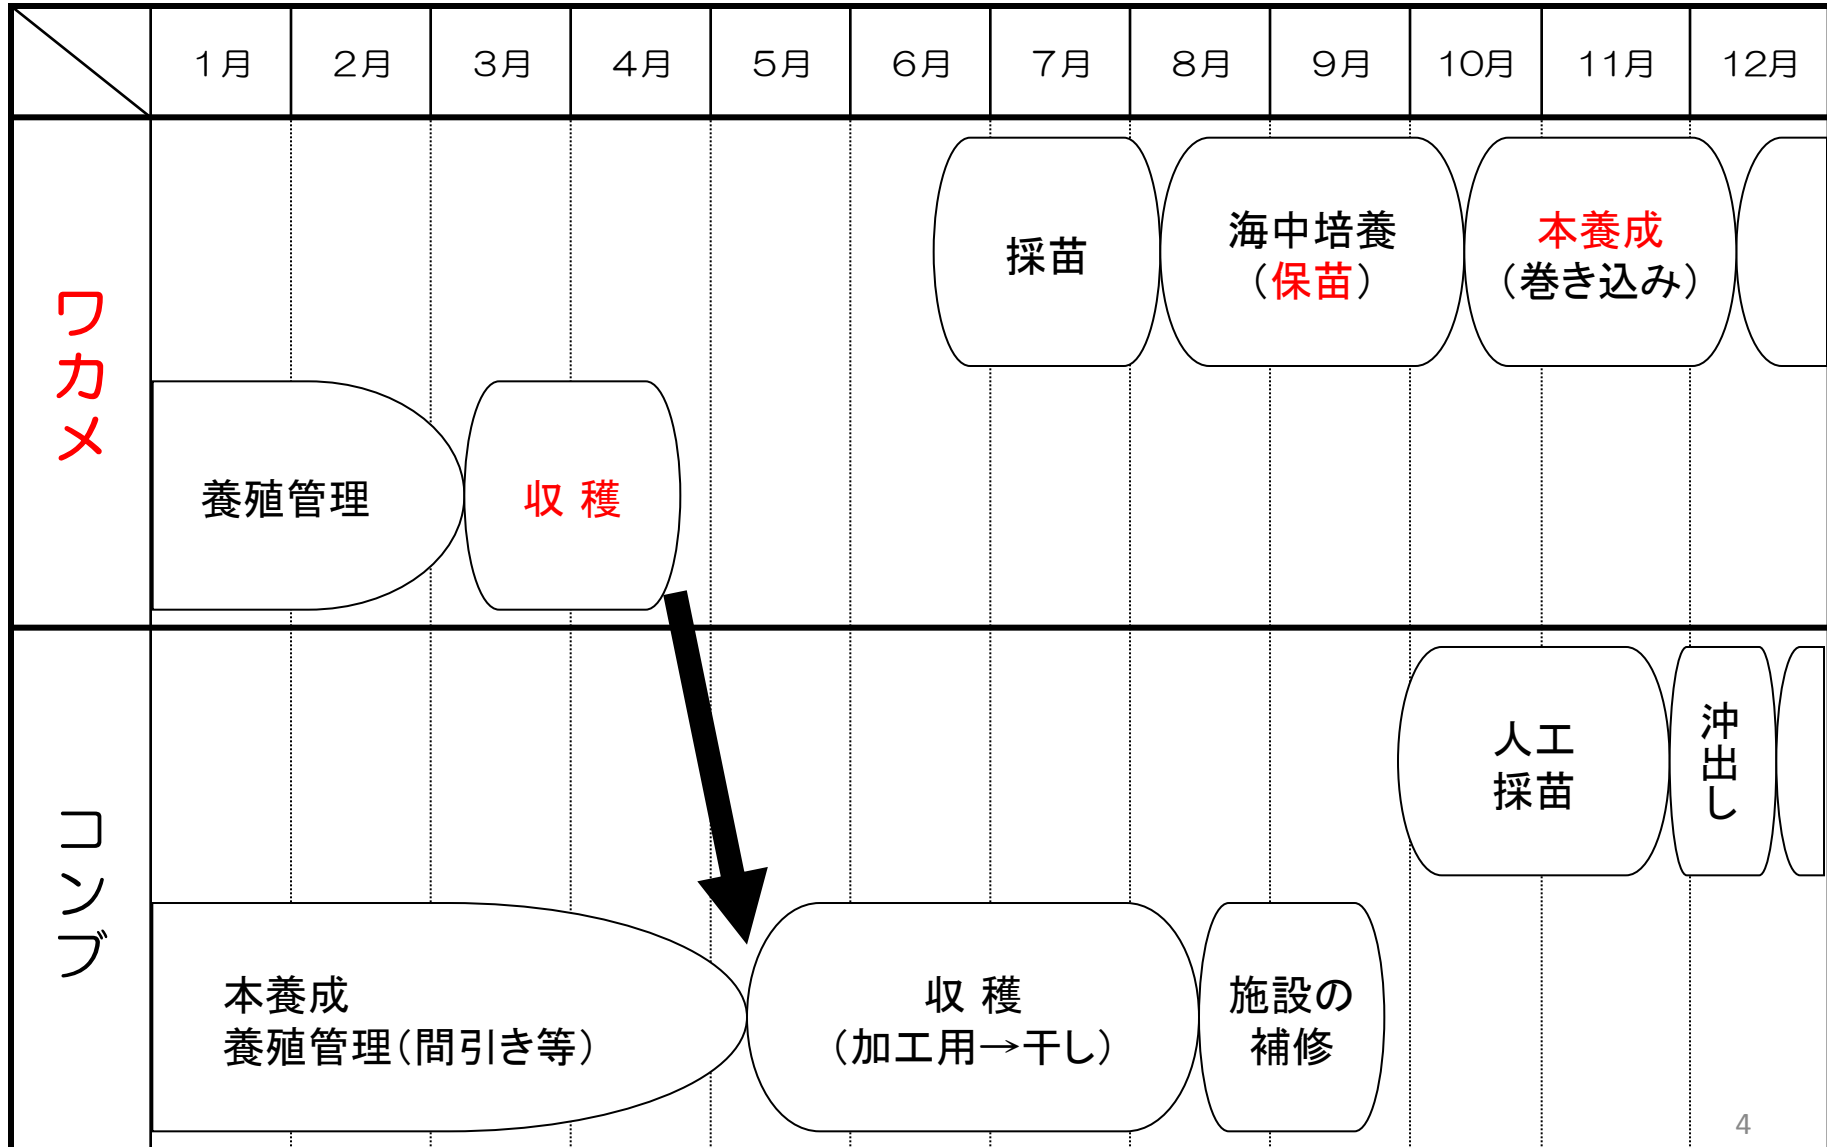 1月 2月 3月 4月 5月 6月 7月 8月 9月 10月 11月 12月
ワカメ
採苗
海中培養
（保苗）
本養成
（巻き込み）
養殖管理
収 穫
コンブ
人工
採苗
沖出し
本養成
養殖管理（間引き等）
収 穫
（加工用→干し）
施設の
補修
4